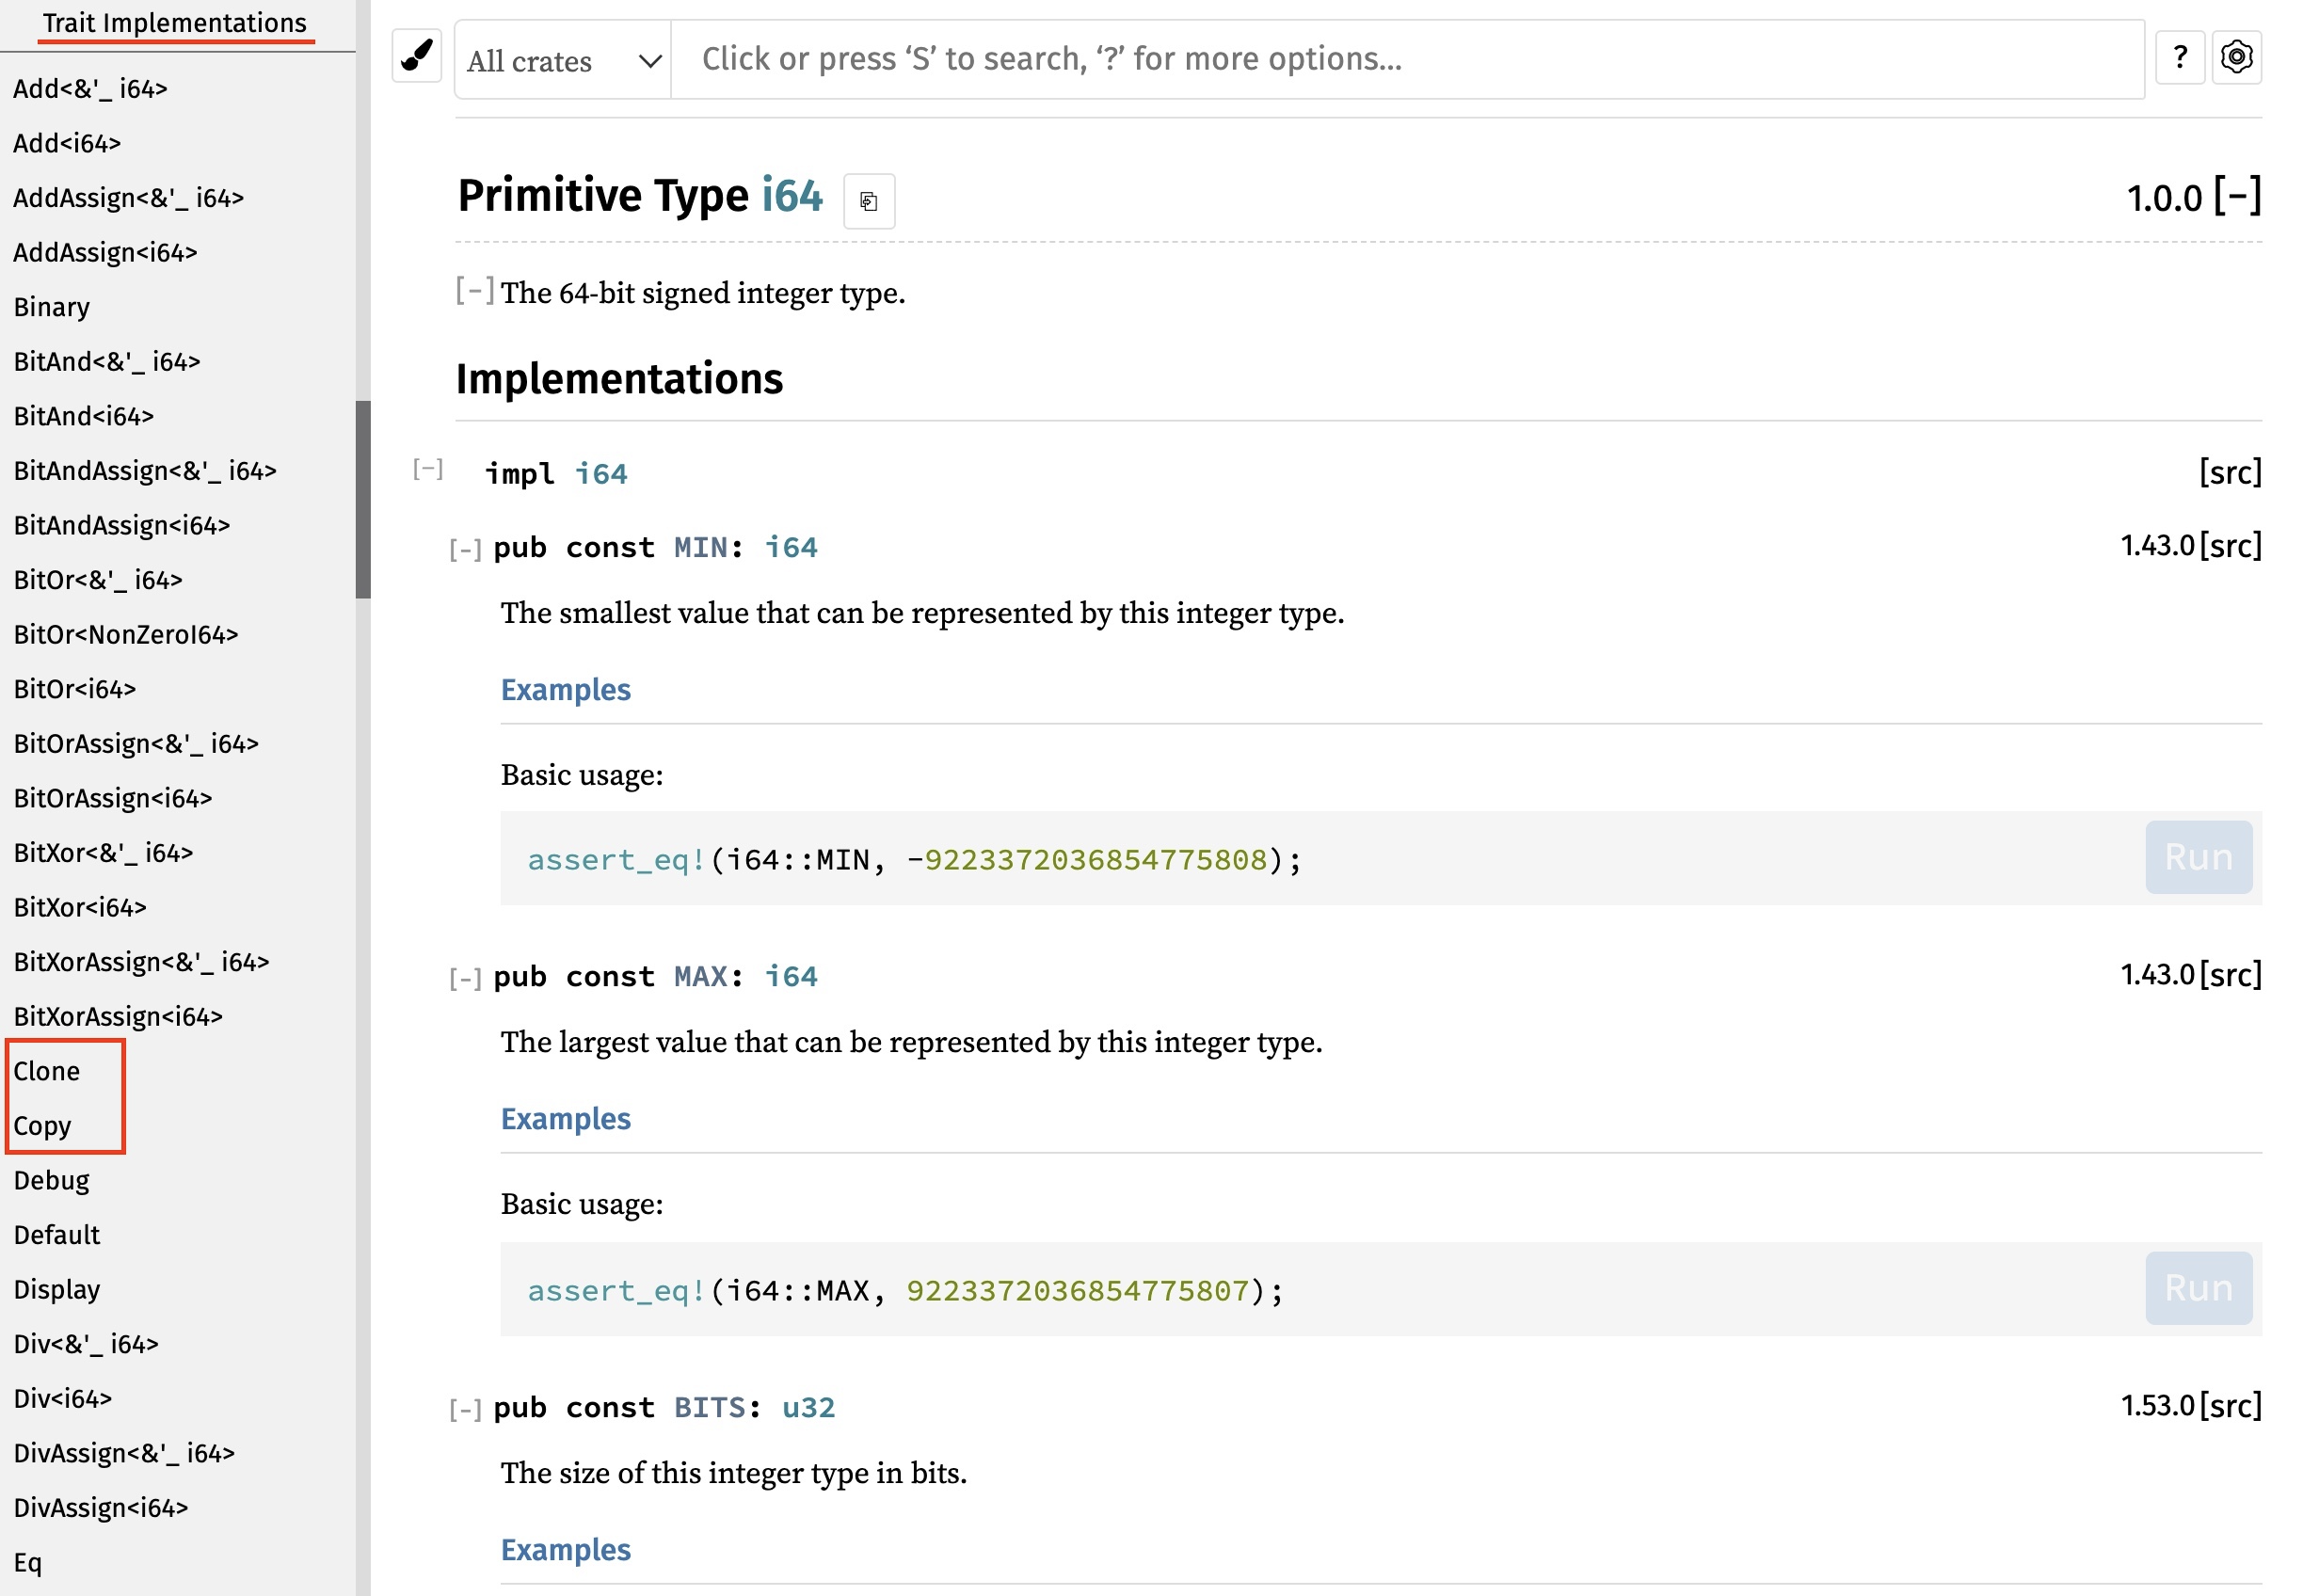 Trait Implementations
Add<&'_ i64>
Add<i64>
AddAssign<&'_ i64>
AddAssign<i64>
Binary
BitAnd<&'_ i64>
BitAnd<i64>
BitAndAssign<&'_ i64>
BitAndAssign<i64>
BitOr<&'_ i64>
BitOr<NonZeroI64>
BitOr<i64>
BitOrAssign<&'_ i64>
BitOrAssign<i64>
BitXor<&'_ i64>
BitXor<i64>
BitXorAssign<&'_ i64>
BitXorAssign<i64>
Clone
Copy
Debug
Default
Display
Div<&'_ i64>
Div<i64>
DivAssign<&'_ i64>
DivAssign<i64>
Eq
All crates
Click or press ‘S’ to search, ‘?’ for more options...
?
Primitive Type i64
1.0.0 [−]
[−] The 64-bit signed integer type.
Implementations
[−] impl i64 [src]
[−] pub const MIN: i64 1.43.0 [src]
The smallest value that can be represented by this integer type.
Examples
Basic usage:
assert_eq!(i64::MIN, -9223372036854775808);
Run
[−] pub const MAX: i64 1.43.0 [src]
The largest value that can be represented by this integer type.
Examples
Basic usage:
assert_eq!(i64::MAX, 9223372036854775807);
Run
[−] pub const BITS: u32 1.53.0 [src]
The size of this integer type in bits.
Examples